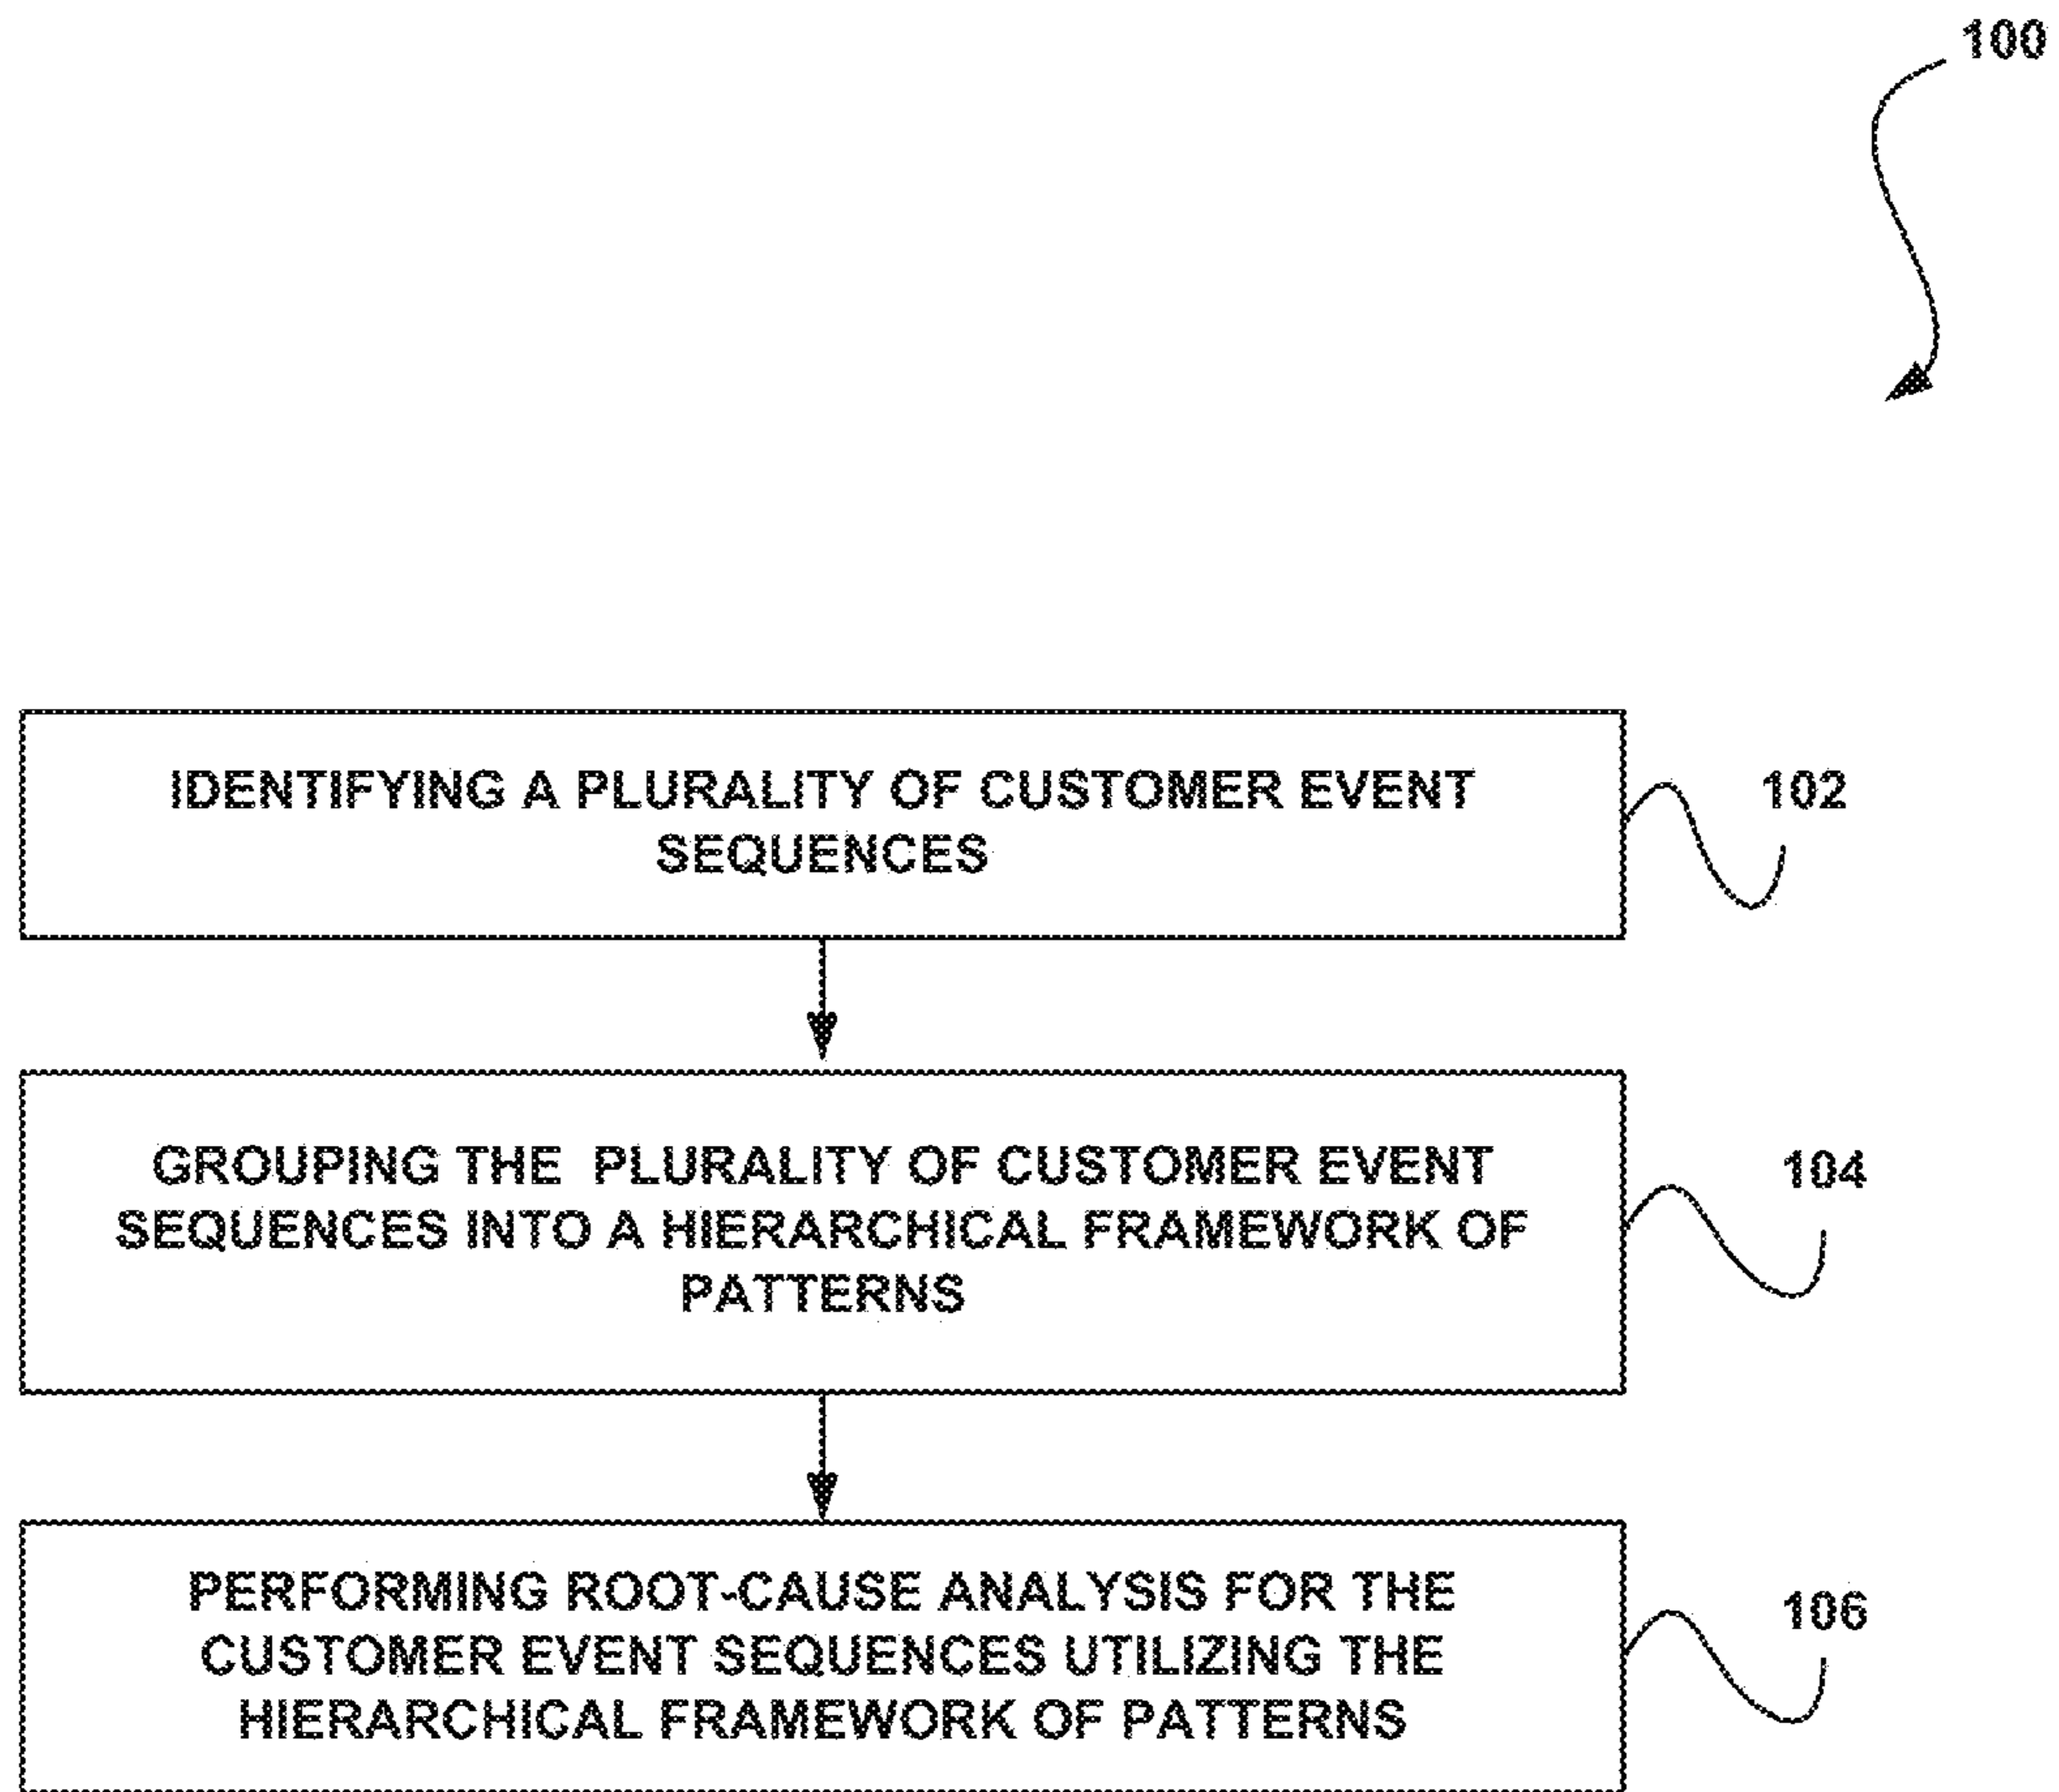 100
IDENTIFYING A PLURALITY OF CUSTOMER EVENT
SEQUENCES
102
GROUPING THE PLURALITY OF CUSTOMER EVENT
SEQUENCES INTO A HIERARCHICAL FRAMEWORK OF
PATTERNS
104
PERFORMING ROOT-CAUSE ANALYSIS FOR THE
CUSTOMER EVENT SEQUENCES UTILIZING THE
HIERARCHICAL FRAMEWORK OF PATTERNS
106